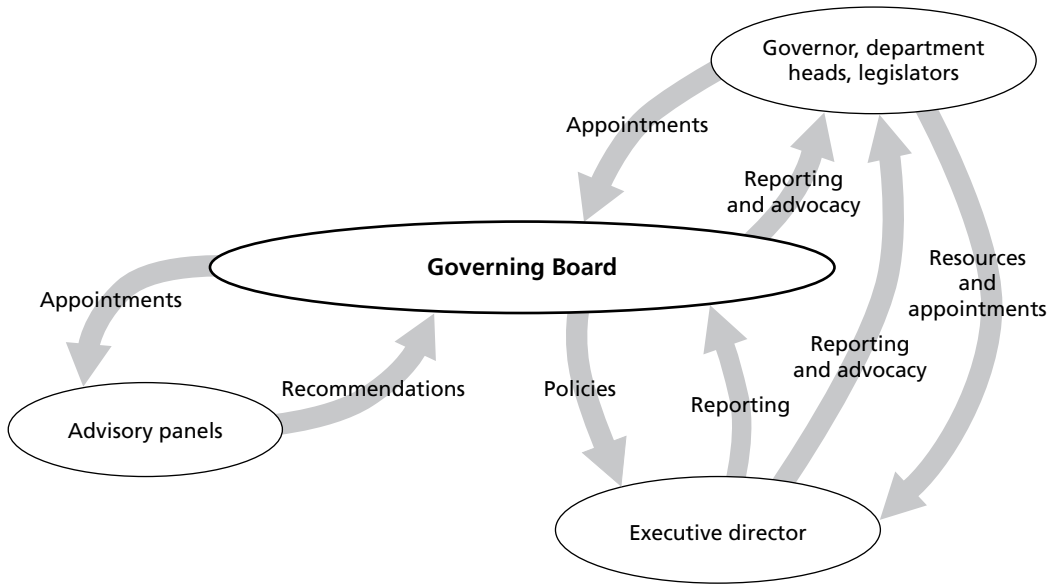 Governor, department
heads, legislators
Appointments
Reporting
and advocacy
Governing Board
Resources
and
appointments
Appointments
Reporting
and advocacy
Recommendations
Policies
Reporting
Advisory panels
Executive director